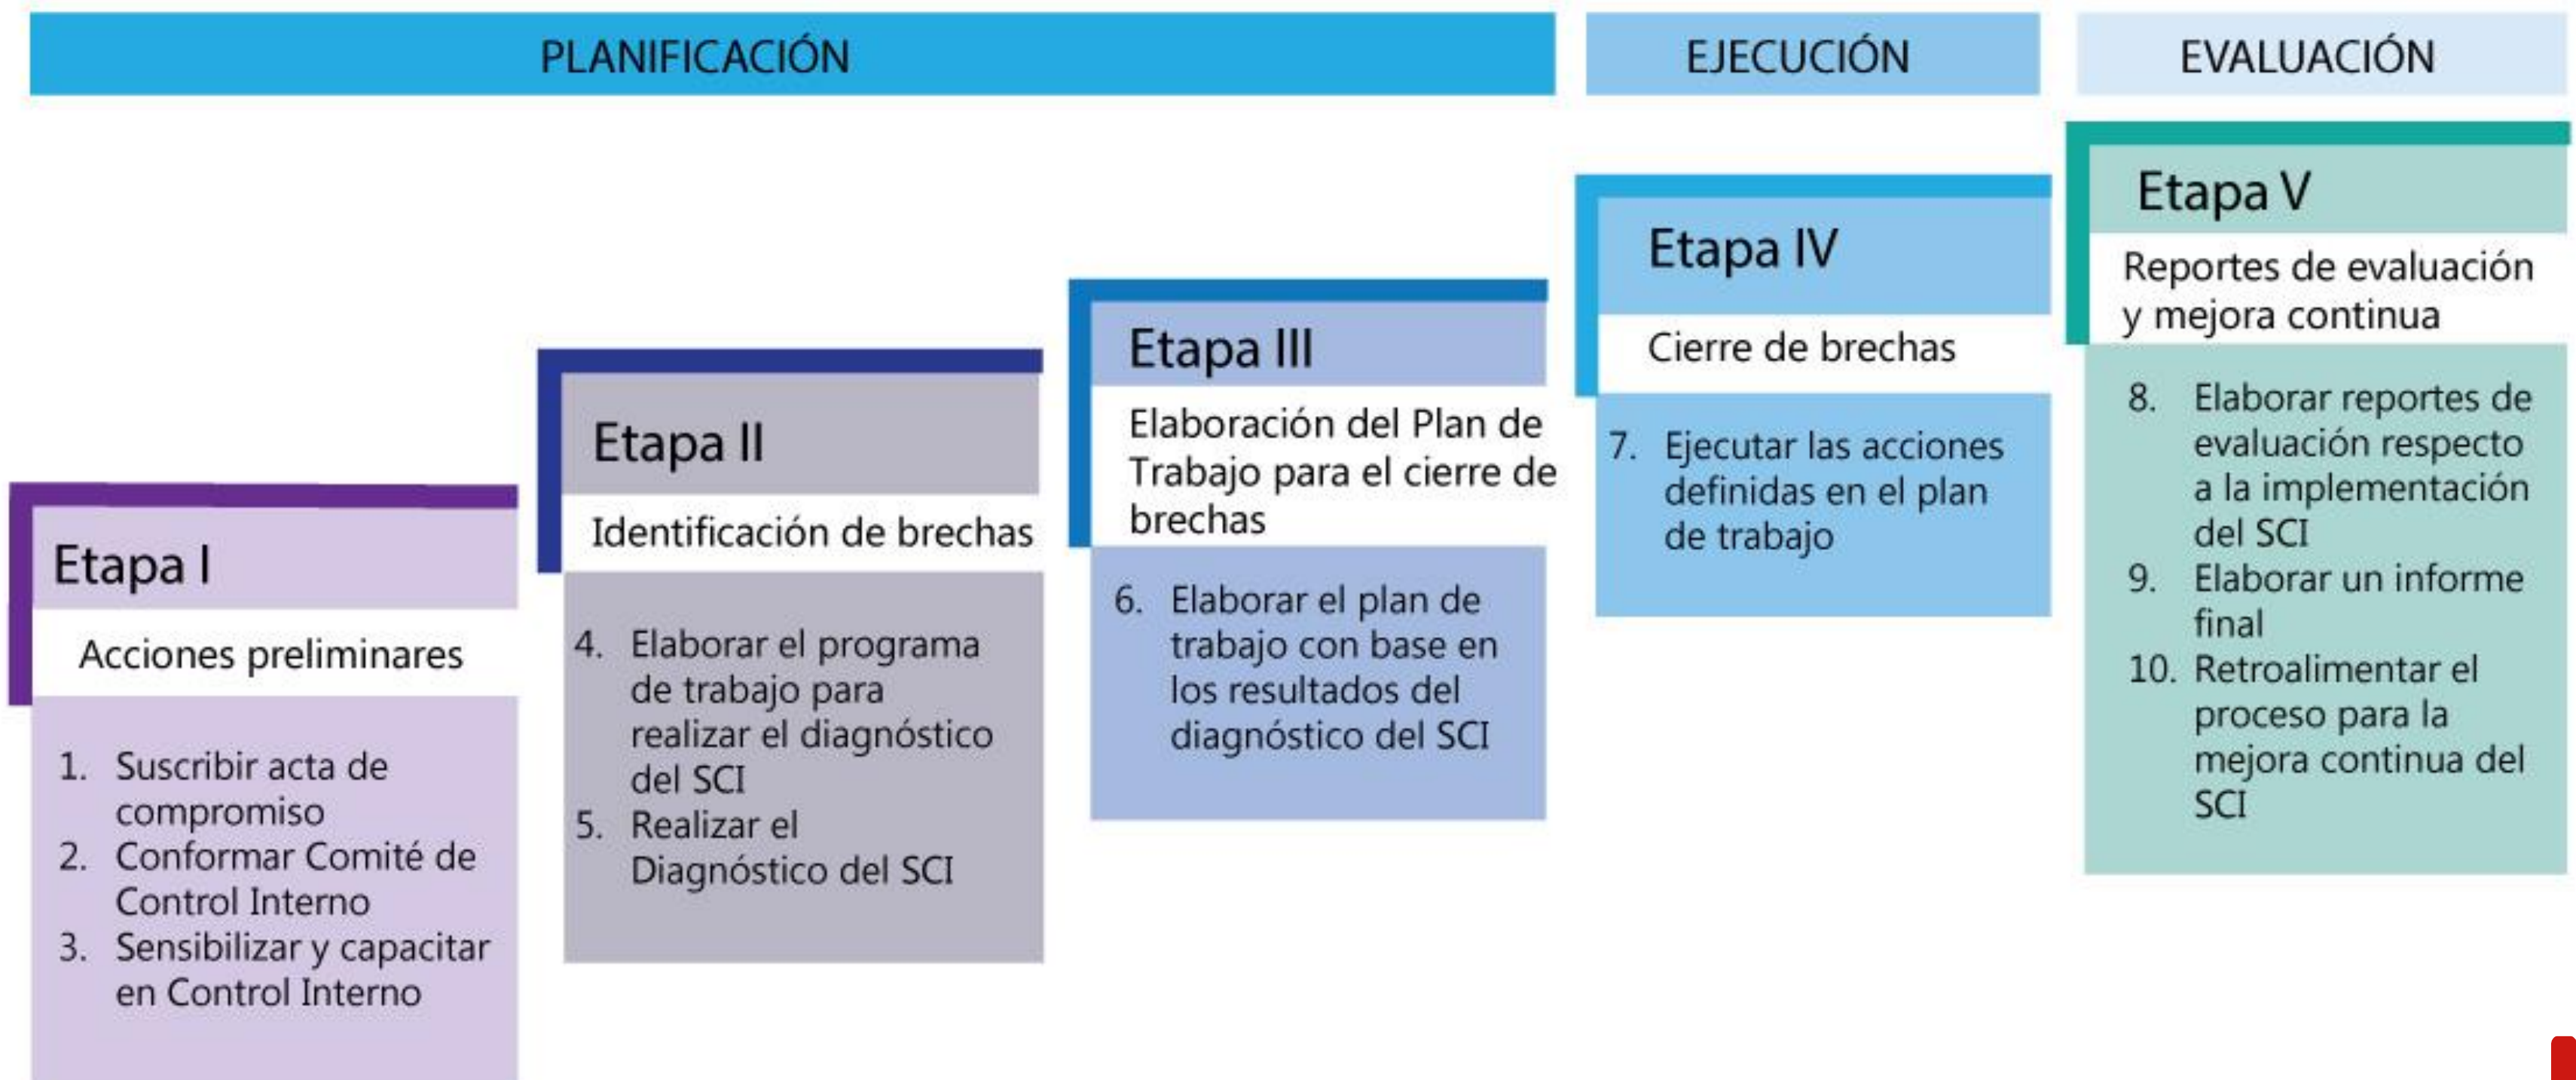 PLANIFICACIÓN
EJECUCIÓN
EVALUACIÓN
Etapa I
Acciones preliminares
1. Suscribir acta de
compromiso
2. Conformar Comité de
Control Interno
3. Sensibilizar y capacitar
en Control Interno
Etapa II
Identificación de brechas
4. Elaborar el programa
de trabajo para
realizar el diagnóstico
del SCI
5. Realizar el
Diagnóstico del SCI
Etapa III
Elaboración del Plan de
Trabajo para el cierre de
brechas
6. Elaborar el plan de
trabajo con base en
los resultados del
diagnóstico del SCI
Etapa IV
Cierre de brechas
7. Ejecutar las acciones
definidas en el plan
de trabajo
Etapa V
Reportes de evaluación
y mejora continua
8. Elaborar reportes de
evaluación respecto
a la implementación
del SCI
9. Elaborar un informe
final
10. Retroalimentar el
proceso para la
mejora continua del
SCI